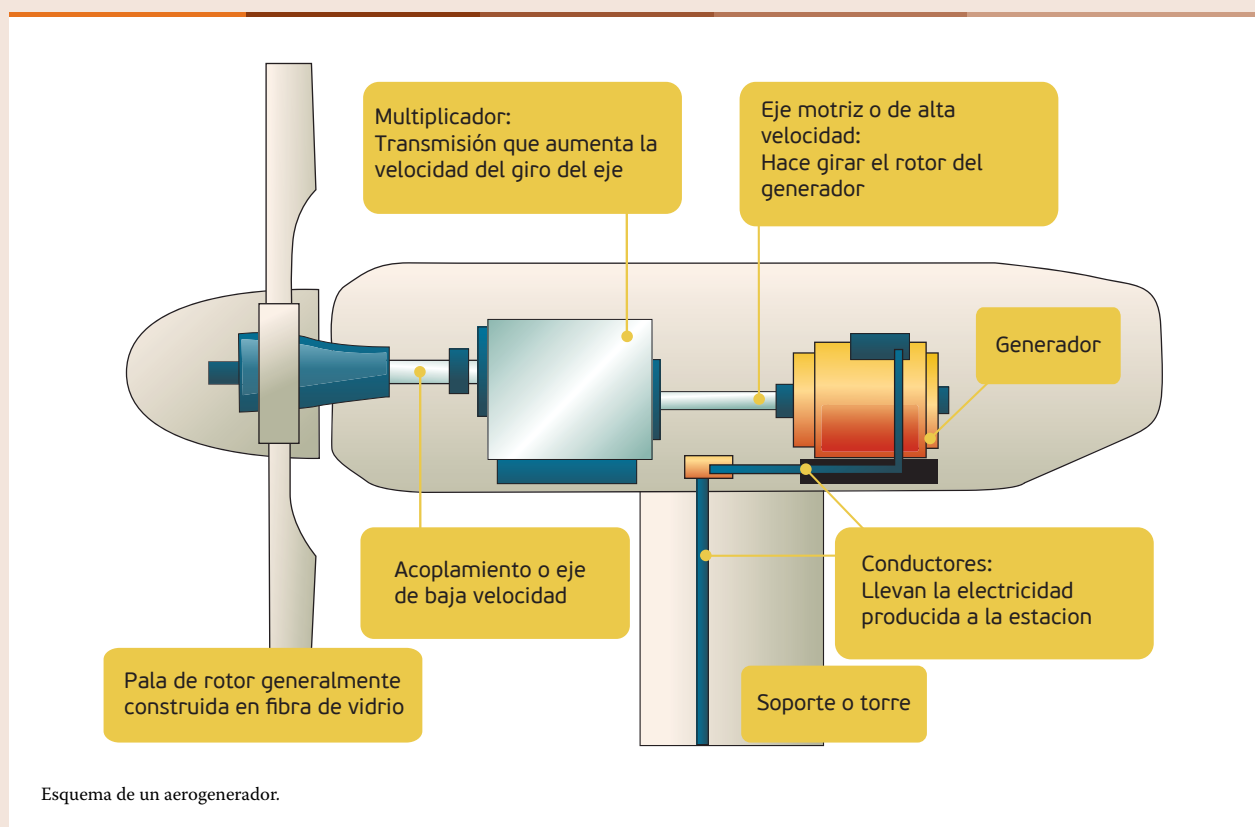 Multiplicador:
Transmisión que aumenta la
velocidad del giro del eje
Eje motriz o de alta
velocidad:
Hace girar el rotor del
generador
Generador
Acoplamiento o eje
de baja velocidad
Conductores:
Llevan la electricidad
producida a la estacion
Pala de rotor generalmente
construida en fibra de vidrio
Soporte o torre
Esquema de un aerogenerador.